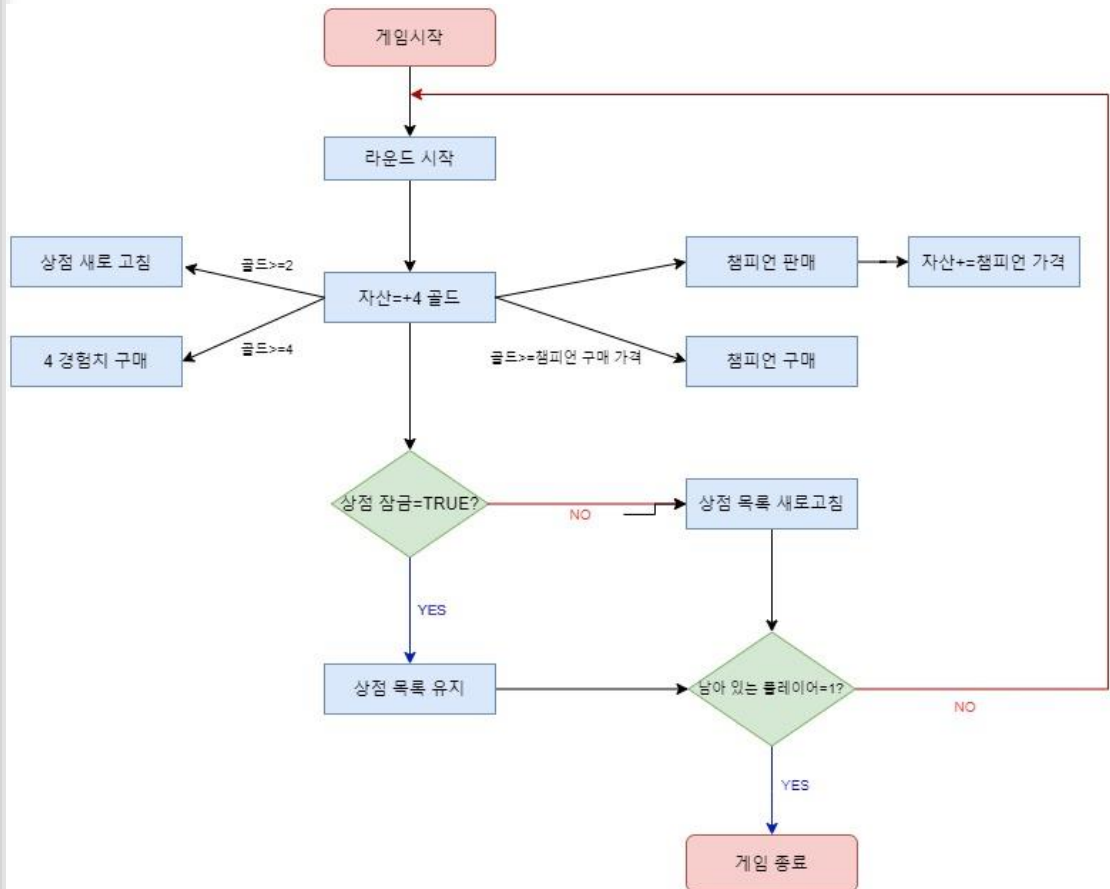 게임시작
라운드 시작
상점 새로 고침
골드>=2
자산=+4 골드
챔피언 판매
자산+=챔피언 가격
4 경험치 구매
골드>=4
골드>=챔피언 구매 가격
챔피언 구매
상점 잠금=TRUE?
NO
상점 목록 새로고침
YES
상점 목록 유지
남아 있는 플레이어=1?
NO
YES
게임 종료